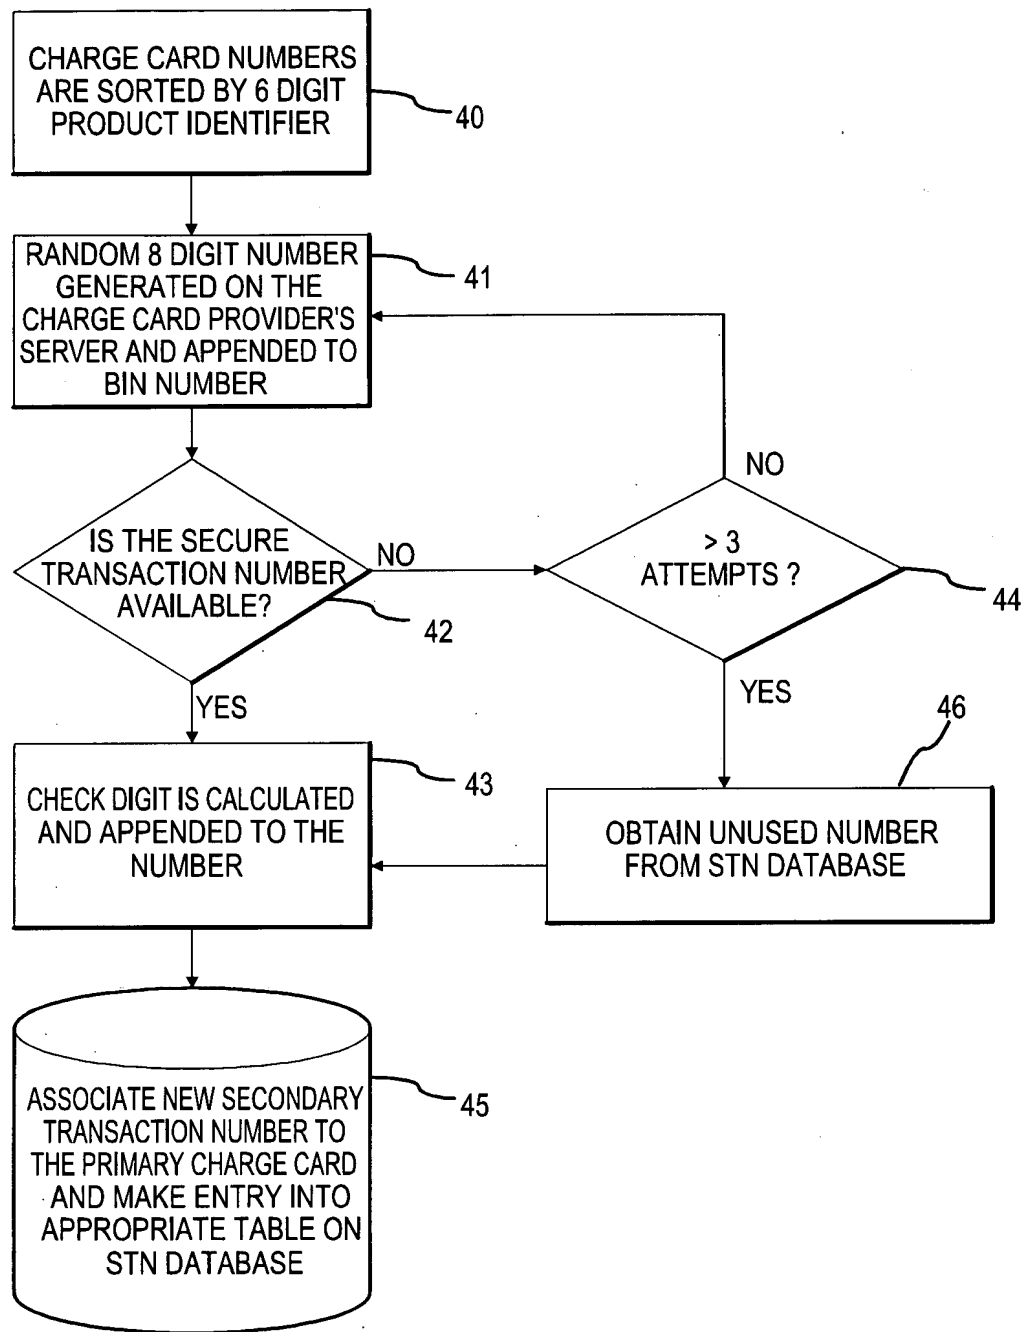 CHARGE CARD NUMBERS
ARE SORTED BY 6 DIGIT
PRODUCT IDENTIFIER
40
RANDOM 8 DIGIT NUMBER
GENERATED ON THE
CHARGE CARD PROVIDER'S
SERVER AND APPENDED TO
BIN NUMBER
41
IS THE SECURE
TRANSACTION NUMBER
AVAILABLE?
42
NO
YES
> 3
ATTEMPTS ?
44
NO
YES
CHECK DIGIT IS CALCULATED
AND APPENDED TO THE
NUMBER
43
OBTAIN UNUSED NUMBER
FROM STN DATABASE
46
ASSOCIATE NEW SECONDARY
TRANSACTION NUMBER TO
THE PRIMARY CHARGE CARD
AND MAKE ENTRY INTO
APPROPRIATE TABLE ON
STN DATABASE
45